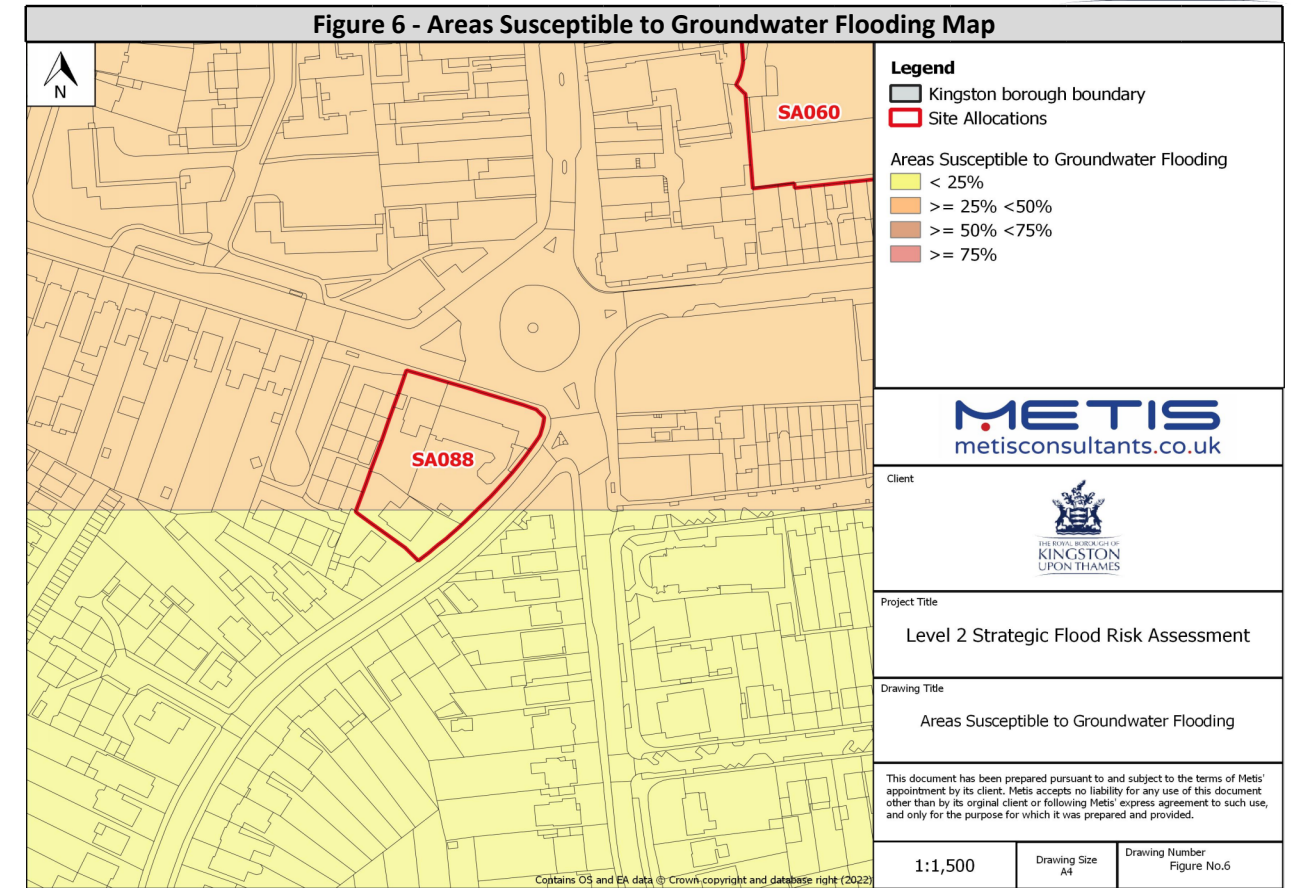 Figure 6 - Areas Susceptible to Groundwater Flooding Map
N
SA060
SA088
Contains OS and EA data © Crown copyright and database right (2022)
Legend
Kingston borough boundary
Site Allocations
Areas Susceptible to Groundwater Flooding
< 25%
>= 25% <50%
>= 50% <75%
>= 75%
METIS
metisconsultants.co.uk
Client
THE ROYAL BOROUGH OF
KINGSTON
UPON THAMES
Project Title
Level 2 Strategic Flood Risk Assessment
Drawing Title
Areas Susceptible to Groundwater Flooding
This document has been prepared pursuant to and subject to the terms of Metis'
appointment by its client. Metis accepts no liability for any use of this document
other than by its orginal client or following Metis' express agreement to such use,
and only for the purpose for which it was prepared and provided.
1:1,500
Drawing Size
A4
Drawing Number
Figure No.6